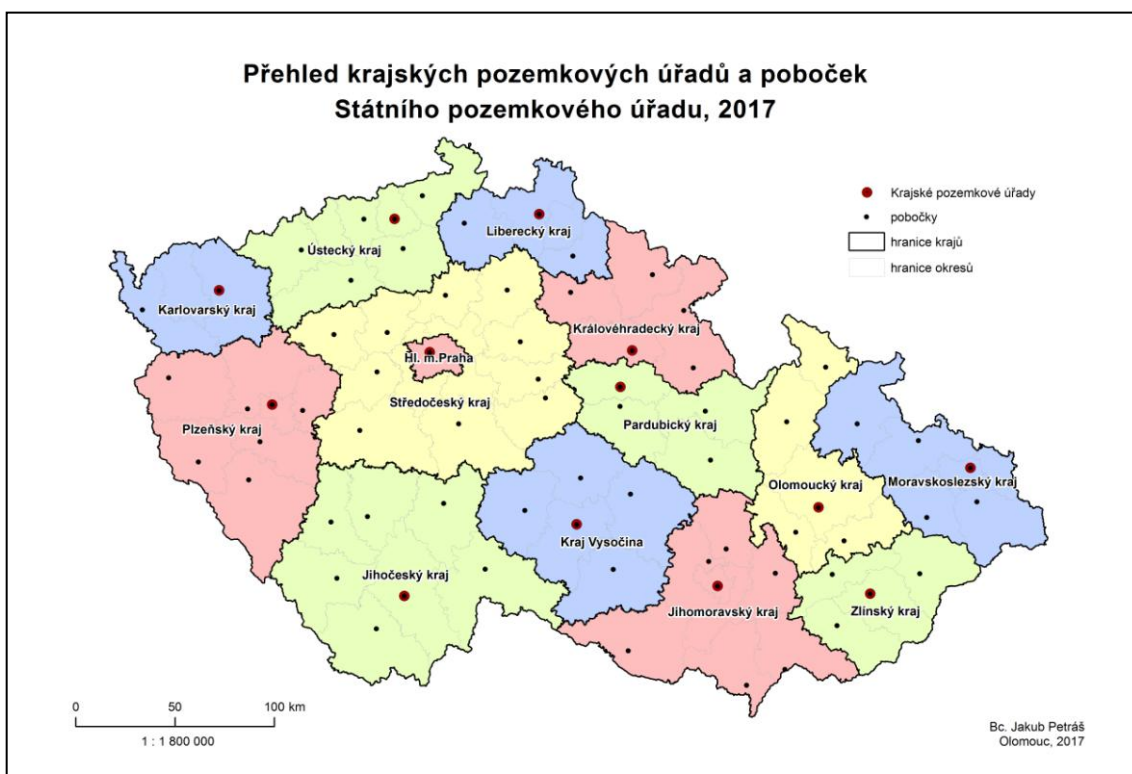 Přehled krajských pozemkových úřadů a poboček
Státního pozemkového úřadu, 2017
Krajské pozemkové úřady
pobočky
hranice krajů
hranice okresů
Liberecký kraj
Ústecký kraj
Karlovarský kraj
Královéhradecký kraj
Hl. m.Praha
Středočeský kraj
Pardubický kraj
Plzeňský kraj
Olomoucký kraj
Moravskoslezský kraj
Kraj Vysočina
Jihočeský kraj
Jihomoravský kraj
Zlínský kraj
0 50 100 km
1 : 1 800 000
Bc. Jakub Petráš
Olomouc, 2017